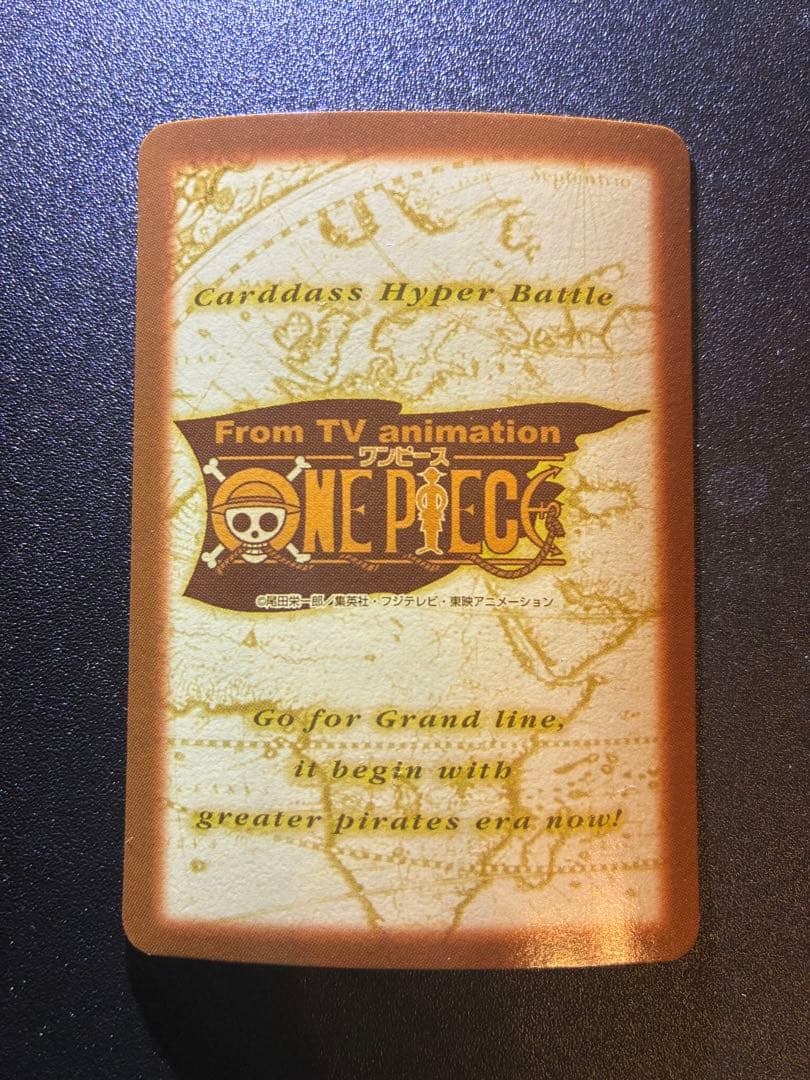 Septentrio
Carddass Hyper Battle
From TV animation
ワンピース
ONE PIECE
©尾田栄一郎／集英社・フジテレビ・東映アニメーション
Go for Grand line,
it begin with
greater pirates era now!